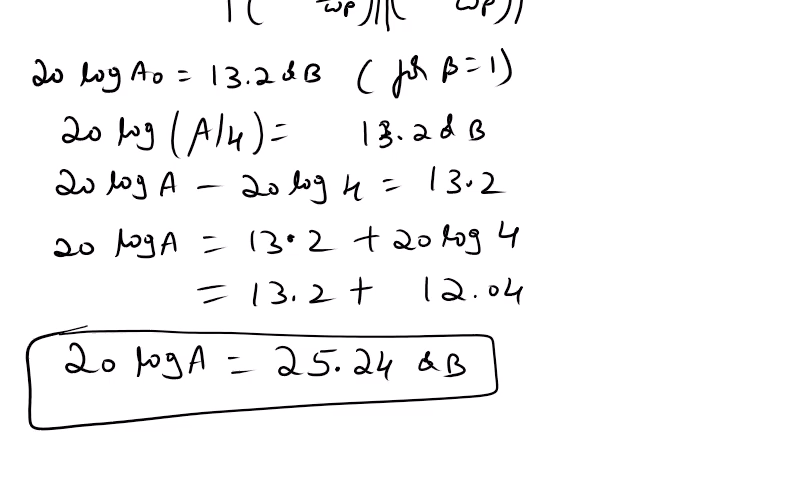 20 log A₀ = 13.2 dB (for β = 1)
20 log (A/4) = 13.2 dB
20 log A - 20 log 4 = 13.2
20 log A = 13.2 + 20 log 4
= 13.2 + 12.04
20 log A = 25.24 dB